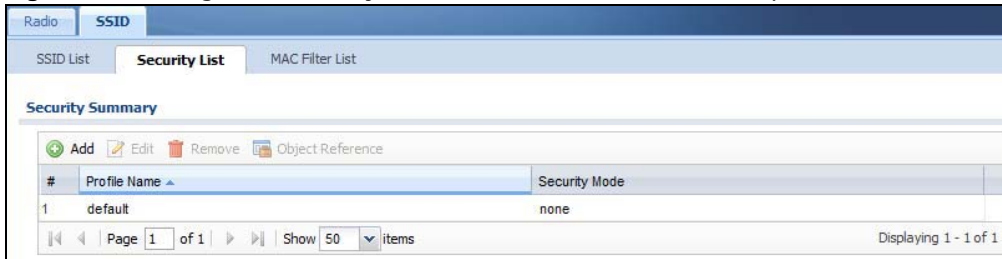 Radio SSID
SSID List Security List MAC Filter List
Security Summary
Add Edit Remove Object Reference
# Profile Name Security Mode
1 default none
Page 1 of 1 Show 50 items Displaying 1 - 1 of 1